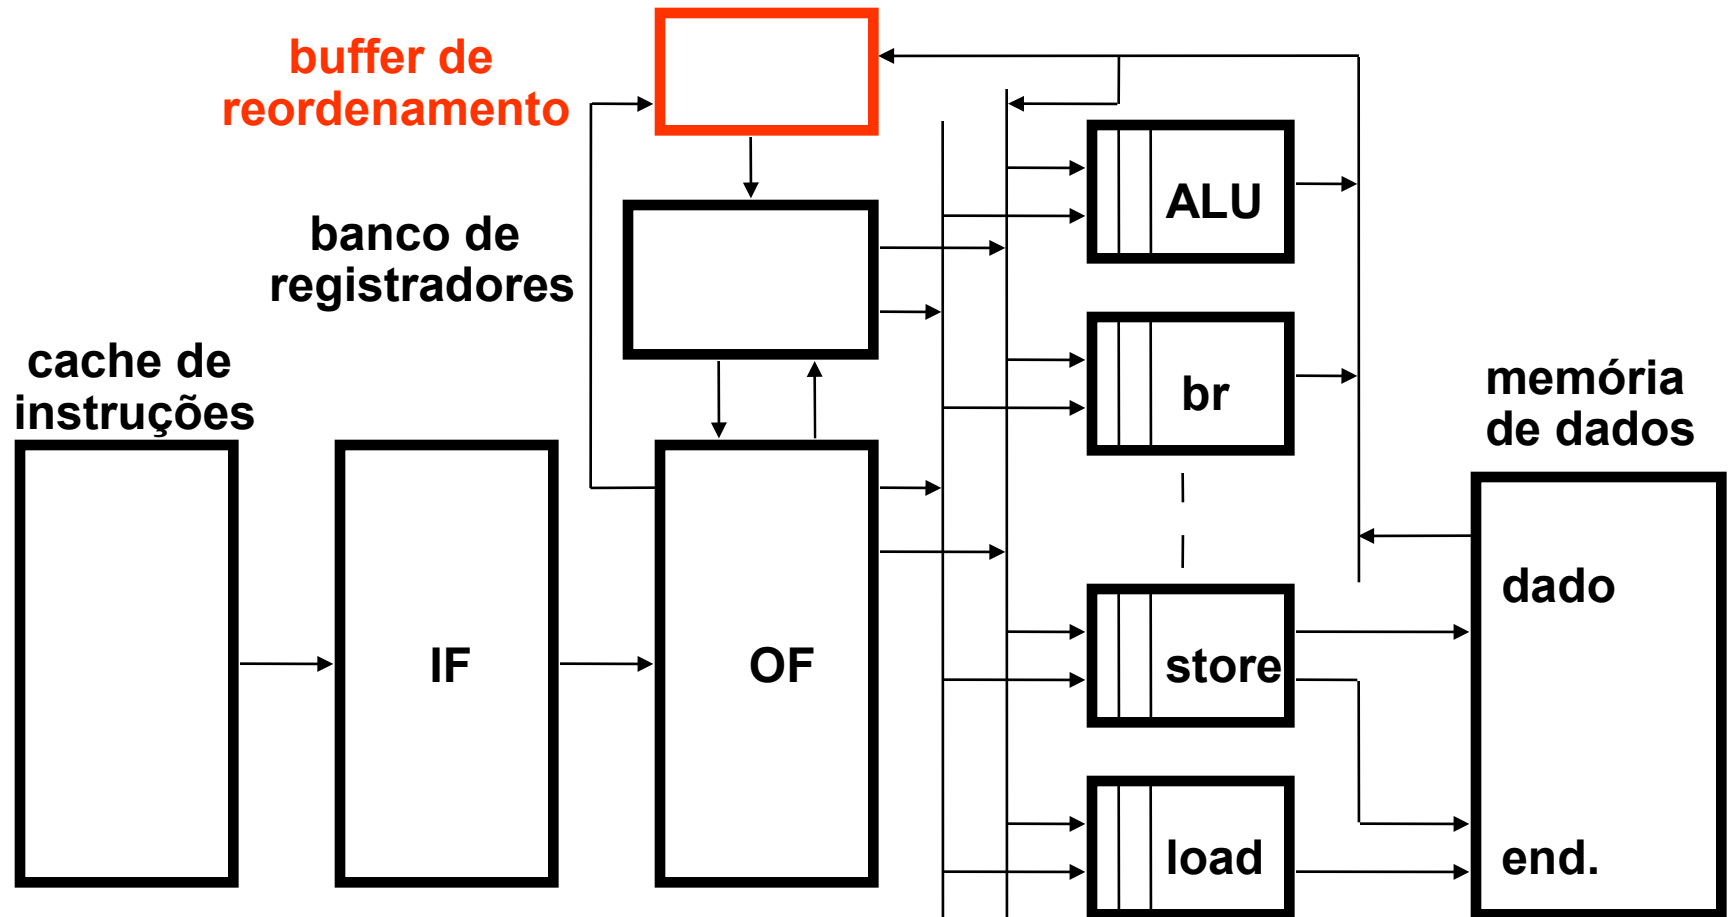 buffer de
reordenamento
banco de
registradores
cache de
instruções
IF
OF
ALU
br
store
load
memória
de dados
dado
end.